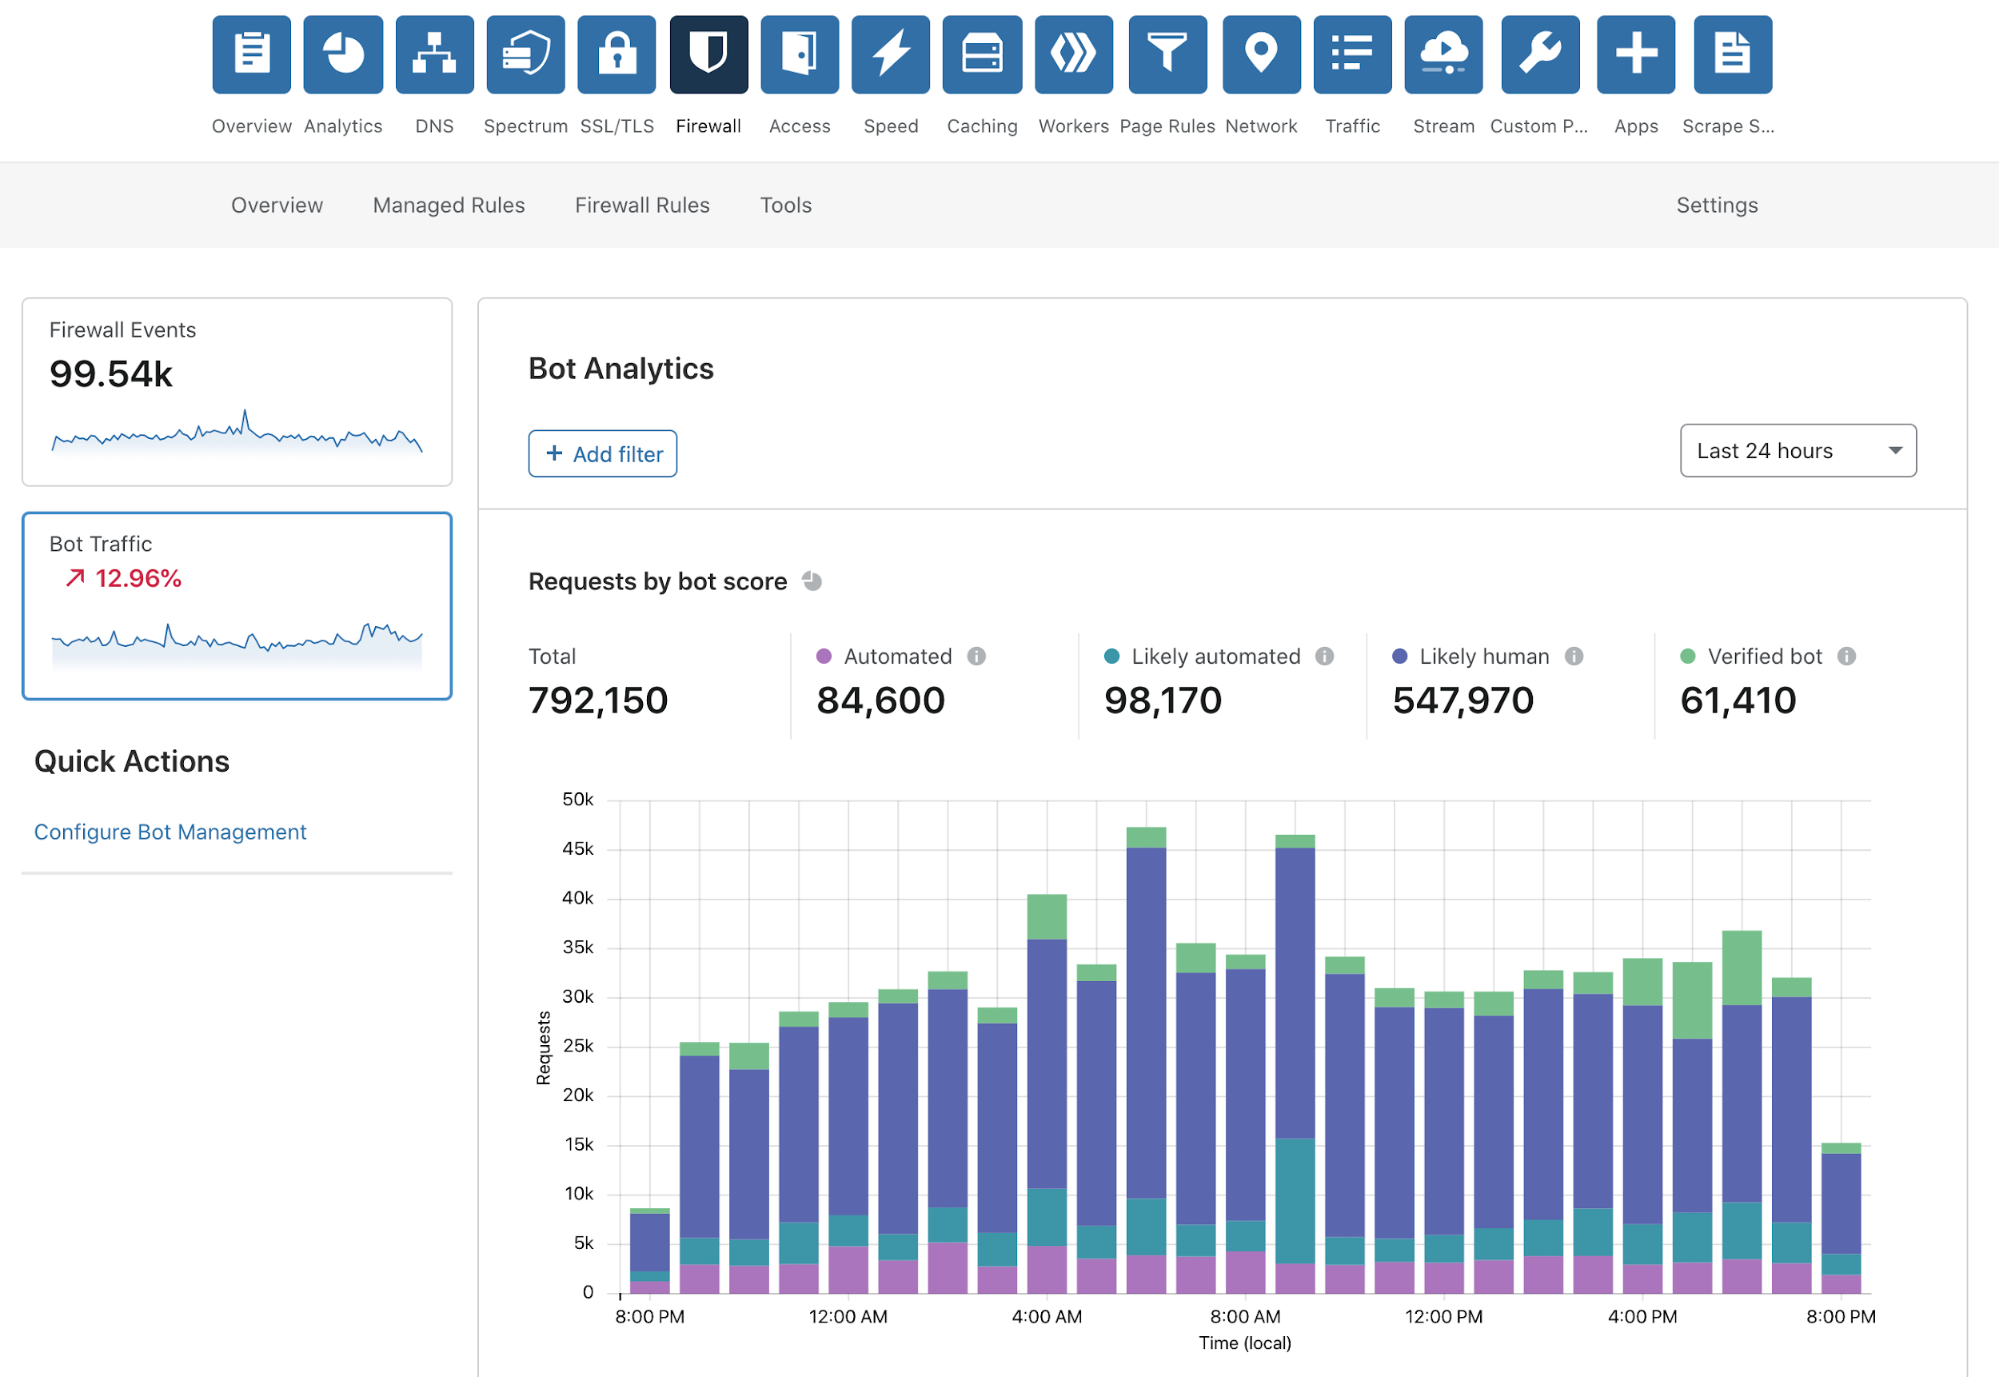 Overview Analytics DNS Spectrum SSL/TLS Firewall Access Speed Caching Workers Page Rules Network Traffic Stream Custom P... Apps Scrape S...
Overview Managed Rules Firewall Rules Tools Settings
Firewall Events
99.54k
Bot Traffic
12.96%
Quick Actions
Configure Bot Management
Bot Analytics
+ Add filter
Last 24 hours
Requests by bot score
Total Automated Likely automated Likely human Verified bot
792,150 84,600 98,170 547,970 61,410
50k
45k
40k
35k
30k
25k
20k
15k
10k
5k
0
Requests
8:00 PM 12:00 AM 4:00 AM 8:00 AM 12:00 PM 4:00 PM 8:00 PM
Time (local)